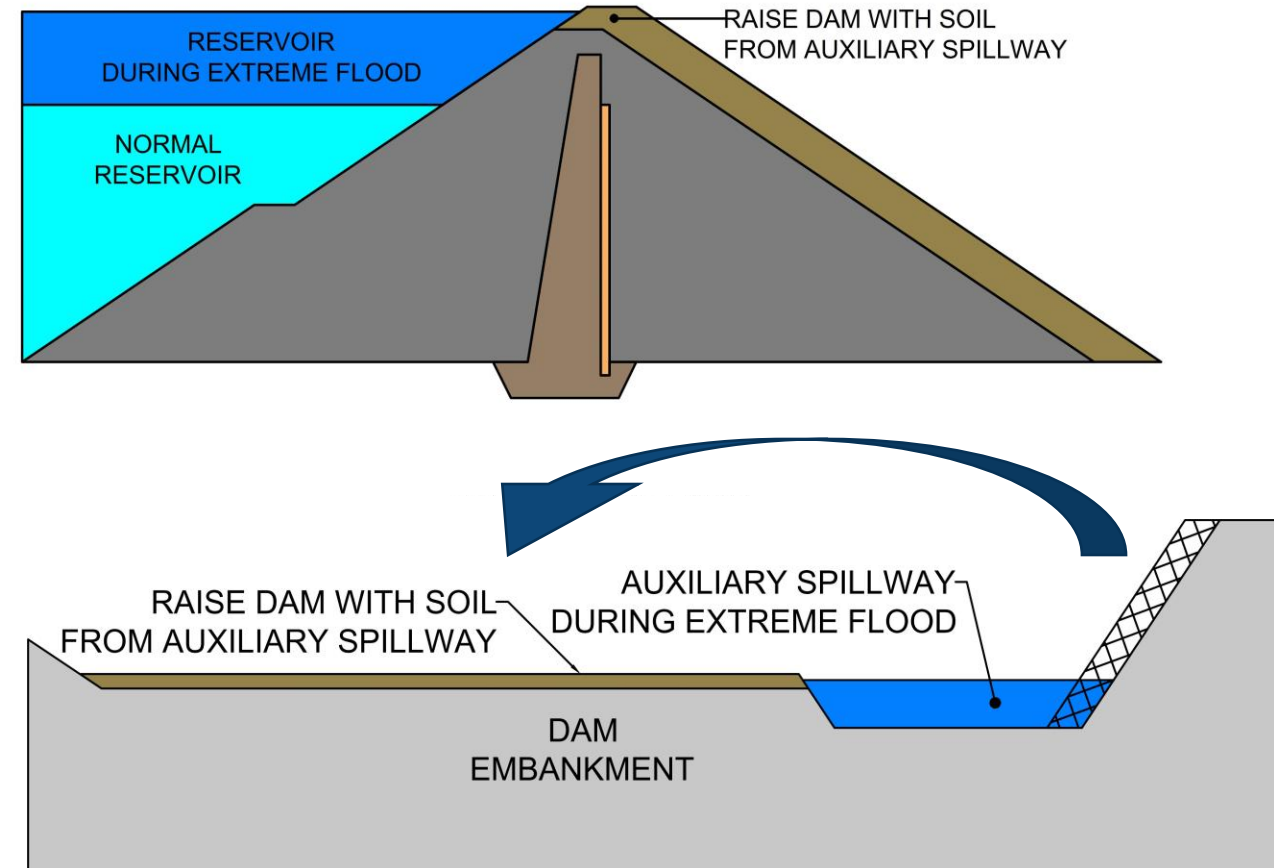 RESERVOIR
DURING EXTREME FLOOD
NORMAL
RESERVOIR
RAISE DAM WITH SOIL
FROM AUXILIARY SPILLWAY
RAISE DAM WITH SOIL
FROM AUXILIARY SPILLWAY
AUXILIARY SPILLWAY
DURING EXTREME FLOOD
DAM
EMBANKMENT